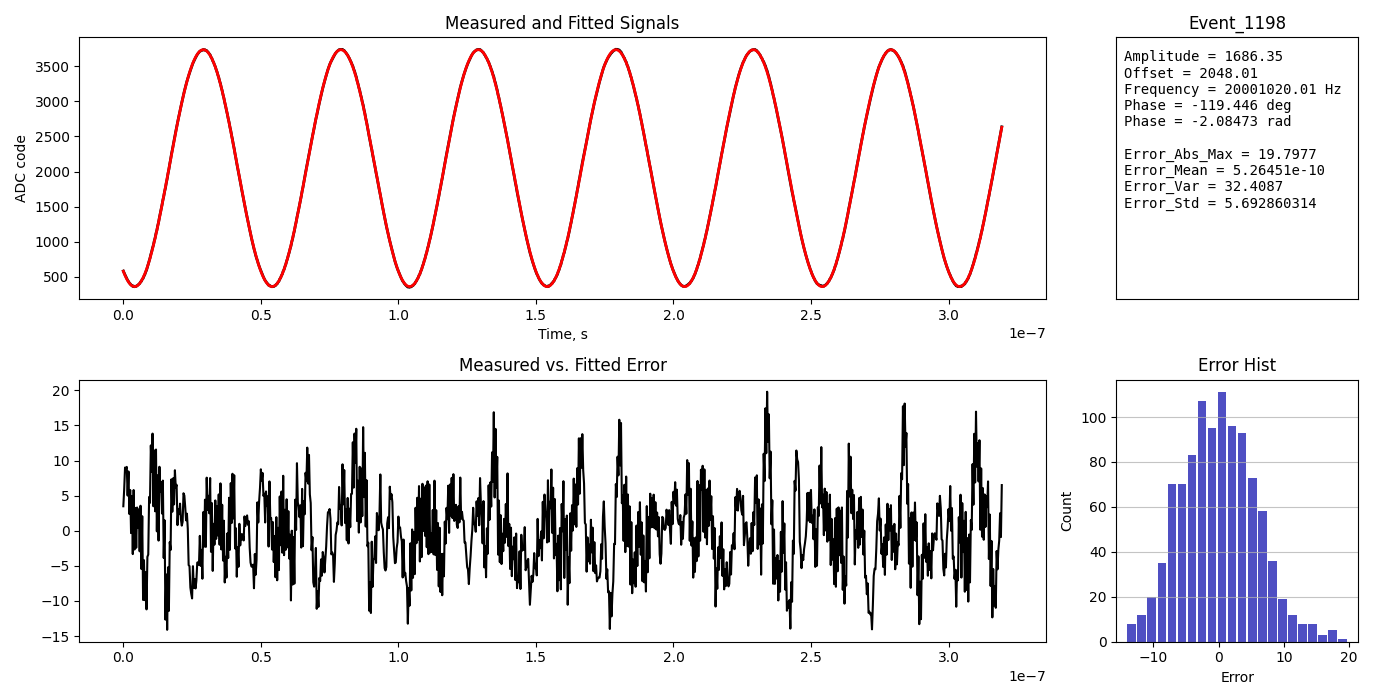 Measured and Fitted Signals
ADC code
3500
3000
2500
2000
1500
1000
500
0.0 0.5 1.0 1.5 2.0 2.5 3.0
Time, s
1e−7
Event_1198
Amplitude = 1686.35
Offset = 2048.01
Frequency = 20001020.01 Hz
Phase = -119.446 deg
Phase = -2.08473 rad
Error_Abs_Max = 19.7977
Error_Mean = 5.26451e-10
Error_Var = 32.4087
Error_Std = 5.692860314
Measured vs. Fitted Error
20
15
10
5
0
−5
−10
−15
0.0 0.5 1.0 1.5 2.0 2.5 3.0
1e−7
Error Hist
Count
100
80
60
40
20
0
−10 0 10 20
Error